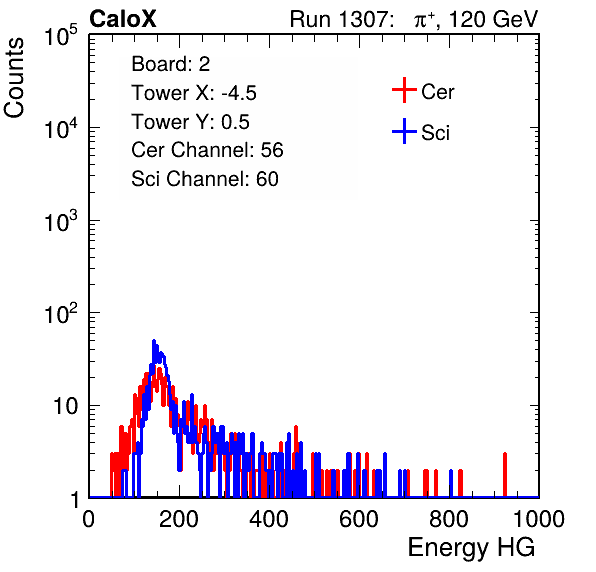 CaloX Run 1307: π⁺, 120 GeV
Counts
10⁵
10⁴
10³
10²
10
1
Board: 2
Tower X: -4.5
Tower Y: 0.5
Cer Channel: 56
Sci Channel: 60
Cer
Sci
0 200 400 600 800 1000
Energy HG